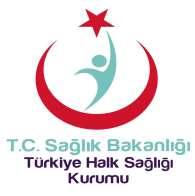 T.C. Sağlık Bakanlığı
Türkiye Halk Sağlığı
Kurumu